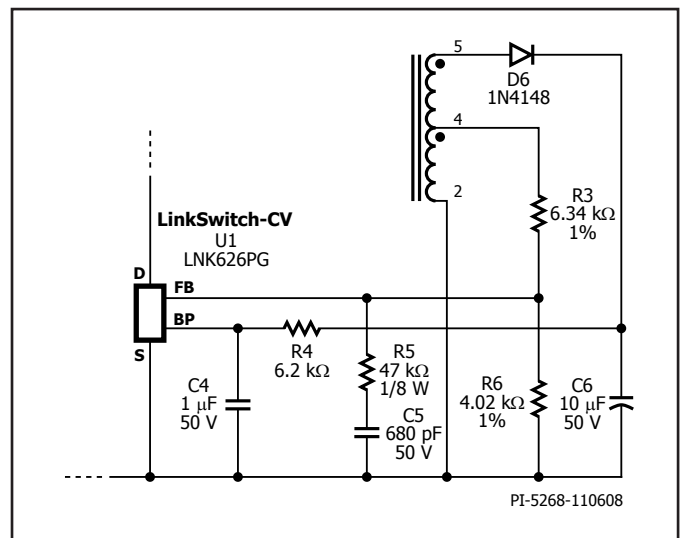 5
D6
1N4148
4
R3
6.34 kΩ
1%
2
LinkSwitch-CV
U1
LNK626PG
D
FB
BP
S
R4
6.2 kΩ
R5
47 kΩ
1/8 W
C4
1 μF
50 V
C5
680 pF
50 V
R6
4.02 kΩ
1%
C6
10 μF
50 V
PI-5268-110608